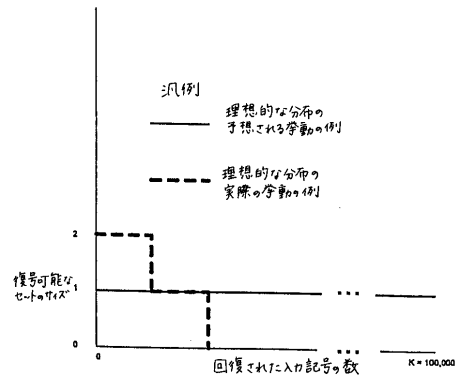 汎例
理想的な分布の
予想される挙動の例
理想的な分布の
実際の挙動の例
2
復号可能な
セットのサイズ
1
0
0
回復された入力記号の数
K = 100,000